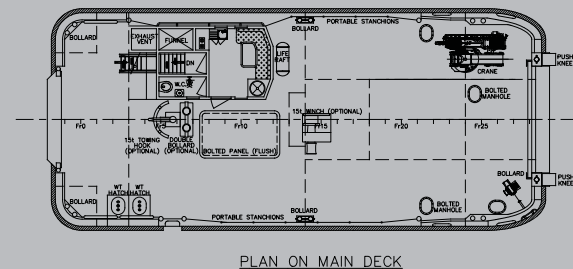 PORTABLE STANCHIONS
BOLLARD
BOLLARD
EXHAUST
VENT
FUNNEL
DN
W.C.
LIFE
RAFT
CRANE
PUSH
KNEE
BOLTED
MANHOLE
15t WINCH (OPTIONAL)
Fr0
Fr10
Fr15
Fr20
Fr25
15t TOWING
HOOK
(OPTIONAL)
DOUBLE
BOLLARD
(OPTIONAL)
BOLTED PANEL (FLUSH)
WT
HATCH
WT
HATCH
BOLLARD
BOLLARD
PORTABLE STANCHIONS
BOLTED
MANHOLE
BOLLARD
PUSH
KNEE
PLAN ON MAIN DECK